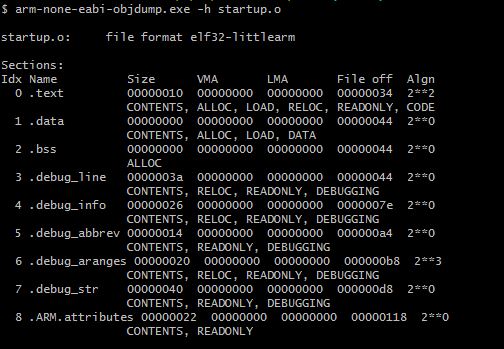 $ arm-none-eabi-objdump.exe -h startup.o
startup.o:     file format elf32-littlearm
Sections:
Idx Name          Size      VMA       LMA       File off  Algn
  0 .text         00000010  00000000  00000000  00000034  2**2
                  CONTENTS, ALLOC, LOAD, RELOC, READONLY, CODE
  1 .data         00000000  00000000  00000000  00000044  2**0
                  CONTENTS, ALLOC, LOAD, DATA
  2 .bss          00000000  00000000  00000000  00000044  2**0
                  ALLOC
  3 .debug_line   0000003a  00000000  00000000  00000044  2**0
                  CONTENTS, RELOC, READONLY, DEBUGGING
  4 .debug_info   00000026  00000000  00000000  0000007e  2**0
                  CONTENTS, RELOC, READONLY, DEBUGGING
  5 .debug_abbrev 00000014  00000000  00000000  000000a4  2**0
                  CONTENTS, READONLY, DEBUGGING
  6 .debug_aranges 00000020  00000000  00000000  000000b8  2**3
                  CONTENTS, RELOC, READONLY, DEBUGGING
  7 .debug_str    00000040  00000000  00000000  000000d8  2**0
                  CONTENTS, READONLY, DEBUGGING
  8 .ARM.attributes 00000022  00000000  00000000  00000118  2**0
                  CONTENTS, READONLY